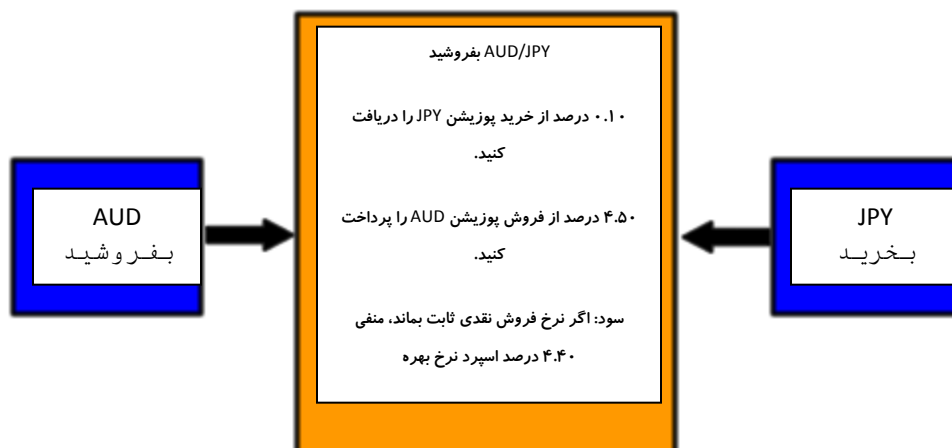 AUD/JPY بفروشید
۰.۱۰ درصد از خرید پوزیشن JPY را دریافت
کنید.
۴.۵۰ درصد از فروش پوزیشن AUD را پرداخت
کنید.
سود: اگر نرخ فروش نقدی ثابت بماند، منفی
۴.۴۰ درصد اسپرد نرخ بهره
AUD
بفروشید
JPY
بخرید